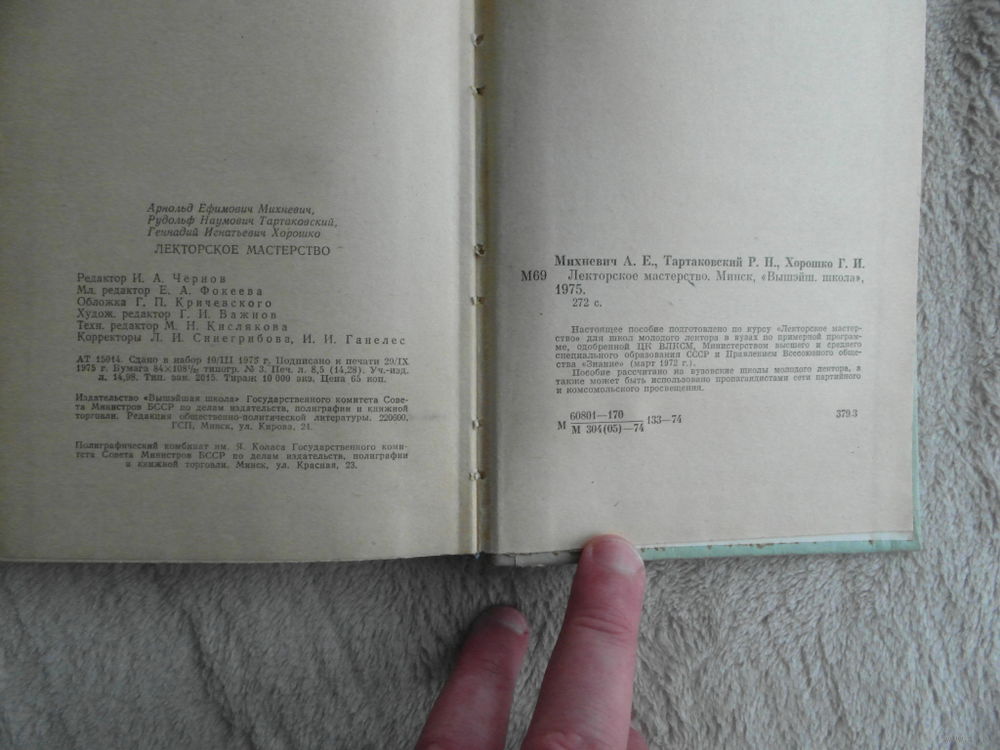 Арнольд Ефимович Михневич,
Рудольф Наумович Тартаковский,
Геннадий Игнатьевич Хорошко
ЛЕКТОРСКОЕ МАСТЕРСТВО
Редактор И. А. Чернов
Мл. редактор Е. А. Фокеева
Обложка Г. П. Кричевского
Худож. редактор Г. И. Важнов
Техн. редактор М. Н. Кислякова
Корректоры Л. И. Синегрибова, И. И. Ганелес
АТ 15014. Сдано в набор 19/III 1975 г. Подписано к печати 29/IX
1975 г. Бумага 84×108¹/₃₂ типогр. № 3. Печ. л. 8,5 (14,28). Уч.-изд.
л. 14,98. Тип. зак. 2015. Тираж 10 000 экз. Цена 65 коп.
Издательство «Вышэйшая школа» Государственного комитета Сове-
та Министров БССР по делам издательств, полиграфии и книжной
торговли. Редакция общественно-политической литературы. 220600,
ГСП, Минск, ул. Кирова, 24.
Полиграфический комбинат им. Я. Коласа Государственного коми-
тета Совета Министров БССР по делам издательств, полиграфии
и книжной торговли. Минск, ул. Красная, 23.
Михневич А. Е., Тартаковский Р. Н., Хорошко Г. И.
М69 Лекторское мастерство. Минск, «Вышэйш. школа»,
1975.
272 с.
Настоящее пособие подготовлено по курсу «Лекторское мастер-
ство» для школ молодого лектора в вузах по примерной програм-
ме, одобренной ЦК ВЛКСМ, Министерством высшего и среднего
специального образования СССР и Правлением Всесоюзного обще-
ства «Знание» (март 1972 г.).
Пособие рассчитано на вузовские школы молодого лектора, а
также может быть использовано пропагандистами сети партийного
и комсомольского просвещения.
60801—170
М 133—74 379.3
М 304(05)—74